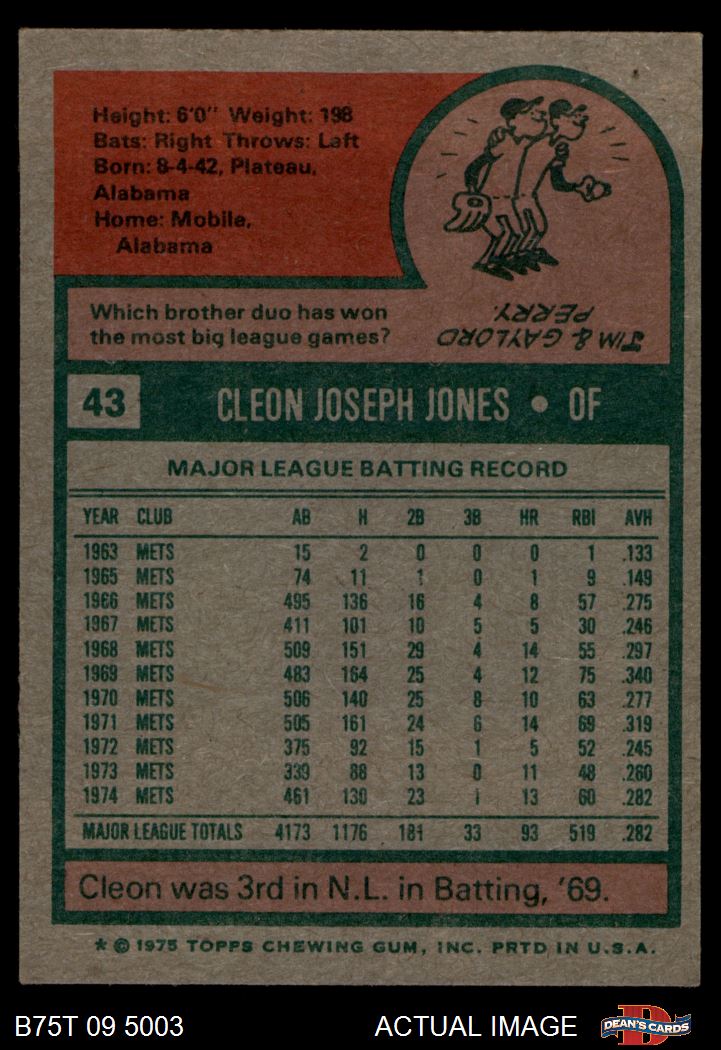 Height: 6'0" Weight: 198
Bats: Right Throws: Left
Born: 8-4-42, Plateau,
Alabama
Home: Mobile,
Alabama
Which brother duo has won
the most big league games?
JIM & GAYLORD
PERRY.
43 CLEON JOSEPH JONES • OF
MAJOR LEAGUE BATTING RECORD
YEAR CLUB AB H 2B 3B HR RBI AVH
1963 METS 15 2 0 0 0 1 .133
1965 METS 74 11 1 0 1 9 .149
1966 METS 495 136 16 4 8 57 .275
1967 METS 411 101 10 5 5 30 .246
1968 METS 509 151 29 4 14 55 .297
1969 METS 483 164 25 4 12 75 .340
1970 METS 506 140 25 8 10 63 .277
1971 METS 505 161 24 6 14 69 .319
1972 METS 375 92 15 1 5 52 .245
1973 METS 339 88 13 0 11 48 .260
1974 METS 461 130 23 1 13 60 .282
MAJOR LEAGUE TOTALS 4173 1176 181 33 93 519 .282
Cleon was 3rd in N.L. in Batting, '69.
* © 1975 TOPPS CHEWING GUM, INC. PRTD IN U.S.A.
B75T 09 5003 ACTUAL IMAGE DEAN'S CARDS